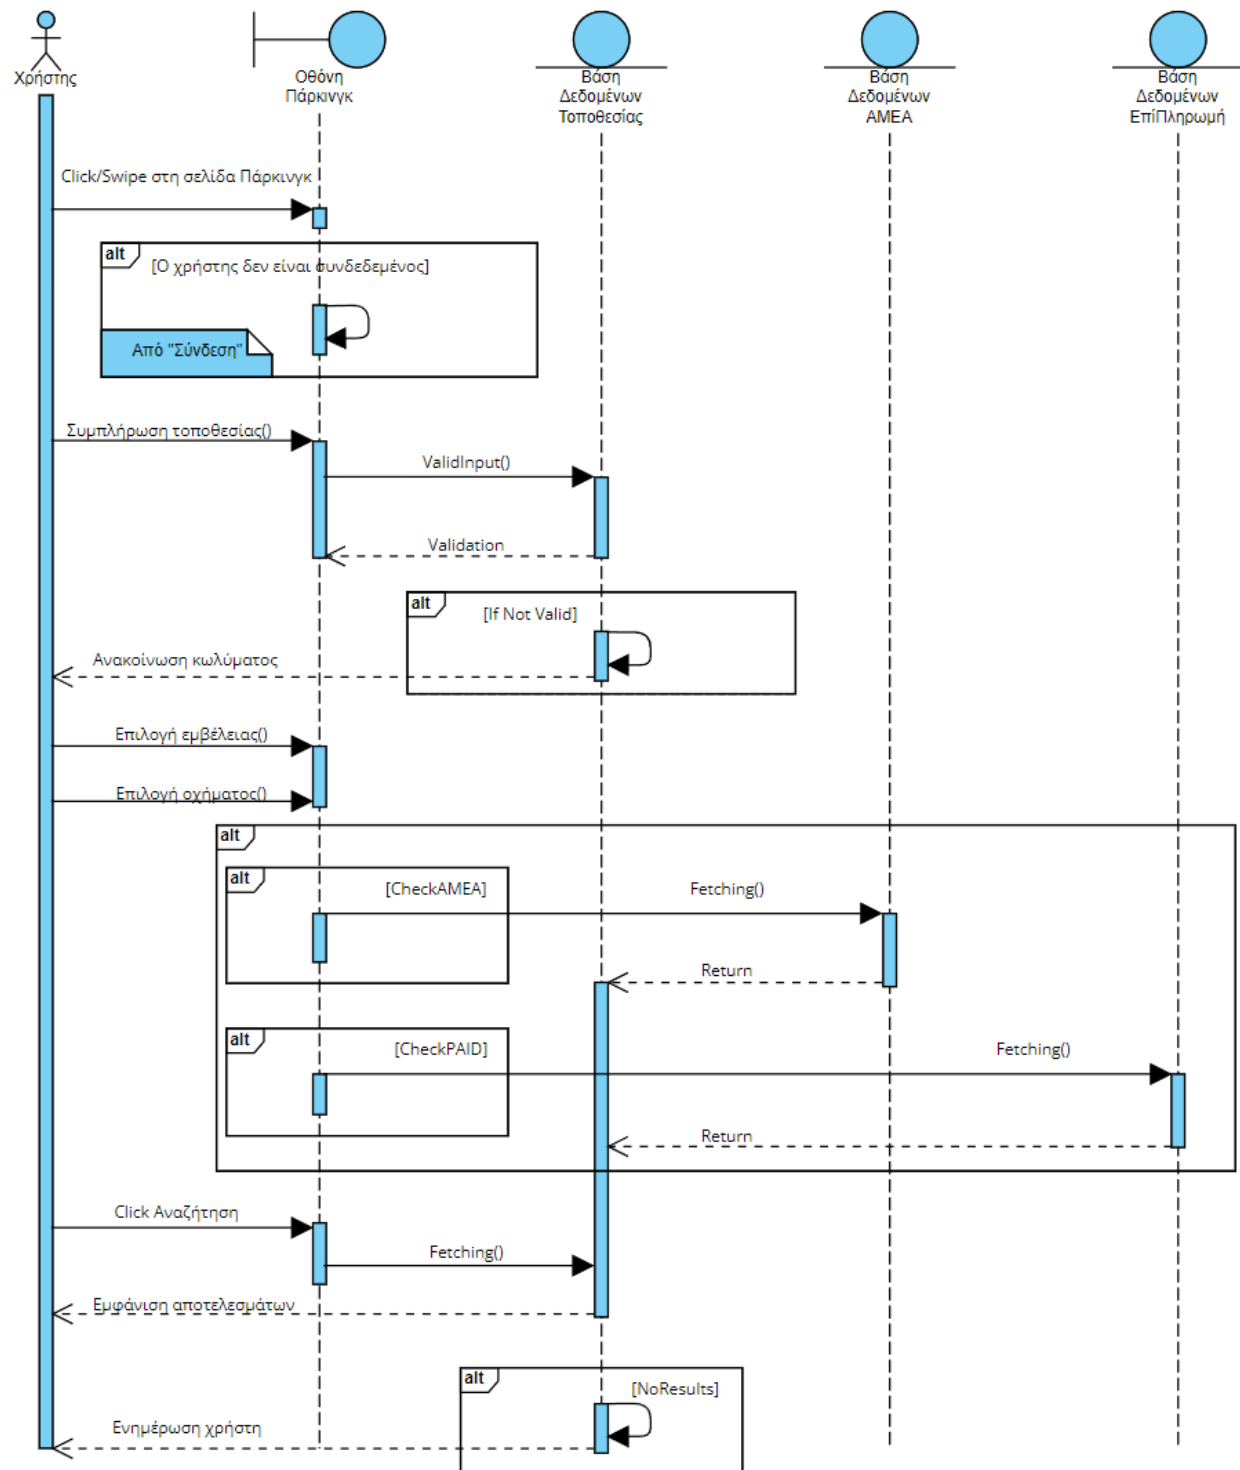 Χρήστης
Οθόνη
Πάρκινγκ
Βάση
Δεδομένων
Τοποθεσίας
Βάση
Δεδομένων
ΑΜΕΑ
Βάση
Δεδομένων
ΕπίΠληρωμή
Click/Swipe στη σελίδα Πάρκινγκ
alt
[Ο χρήστης δεν είναι συνδεδεμένος]
Από "Σύνδεση"
Συμπλήρωση τοποθεσίας()
ValidInput()
Validation
alt
[If Not Valid]
Ανακοίνωση κωλύματος
Επιλογή εμβέλειας()
Επιλογή οχήματος()
alt
alt
[CheckAMEA]
Fetching()
Return
alt
[CheckPAID]
Fetching()
Return
Click Αναζήτηση
Fetching()
Εμφάνιση αποτελεσμάτων
alt
[NoResults]
Ενημέρωση χρήστη